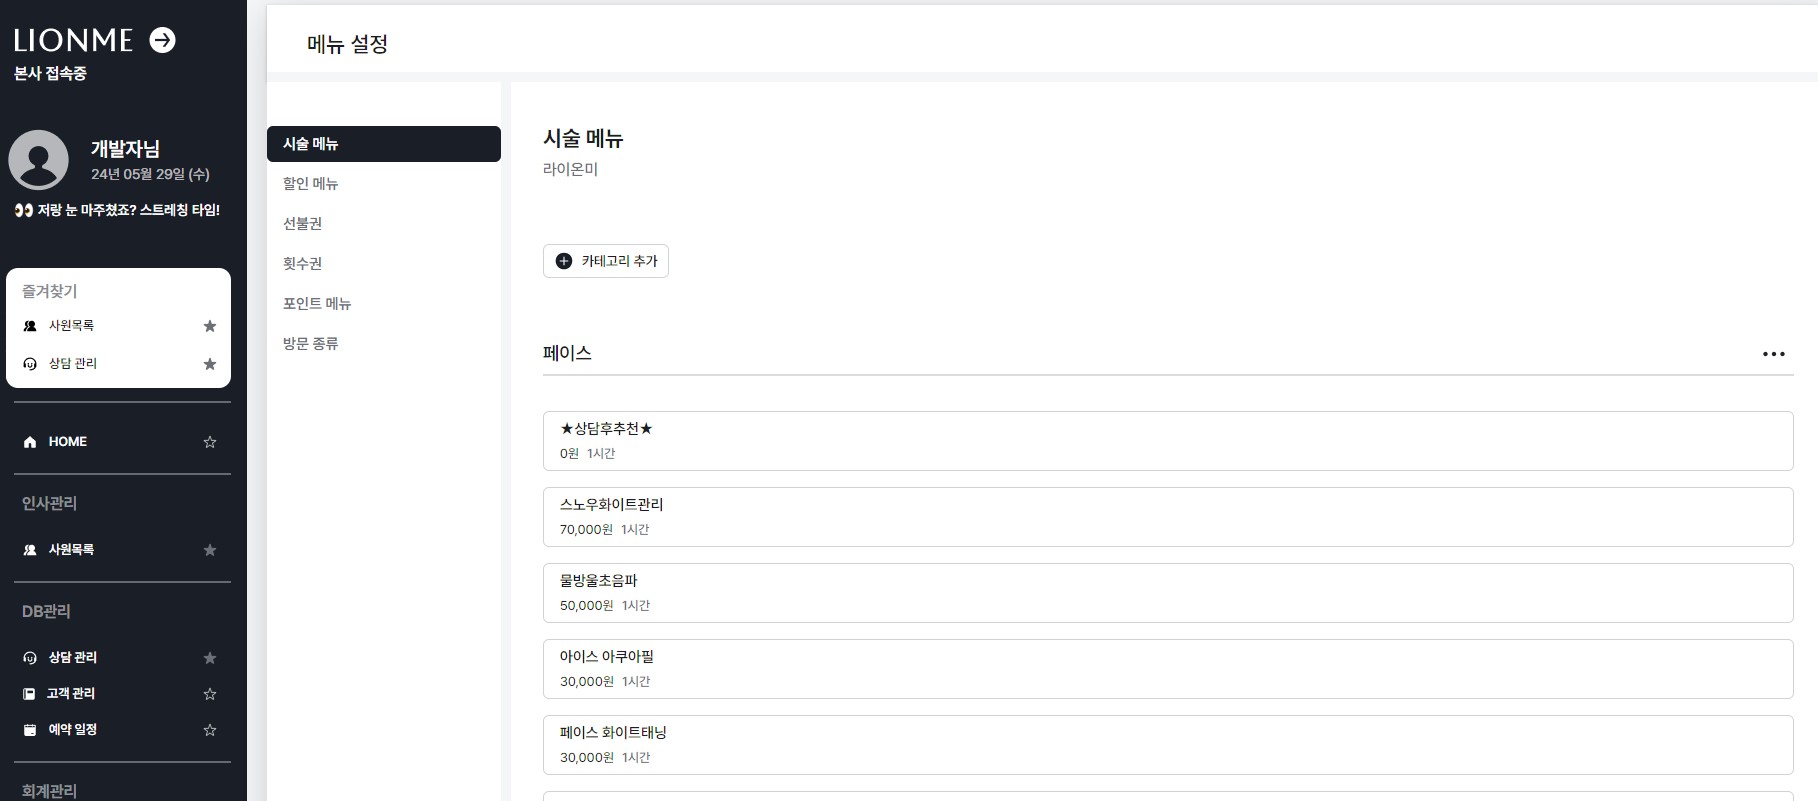 LIONME
본사 접속중
개발자님
24년 05월 29일 (수)
👀 저랑 눈 마주쳤죠? 스트레칭 타임!
즐겨찾기
사원목록
상담 관리
HOME
인사관리
사원목록
DB관리
상담 관리
고객 관리
예약 일정
회계관리
메뉴 설정
시술 메뉴
할인 메뉴
선불권
횟수권
포인트 메뉴
방문 종류
시술 메뉴
라이온미
카테고리 추가
페이스
★상담후추천★
0원 1시간
스노우화이트관리
70,000원 1시간
물방울초음파
50,000원 1시간
아이스 아쿠아필
30,000원 1시간
페이스 화이트태닝
30,000원 1시간